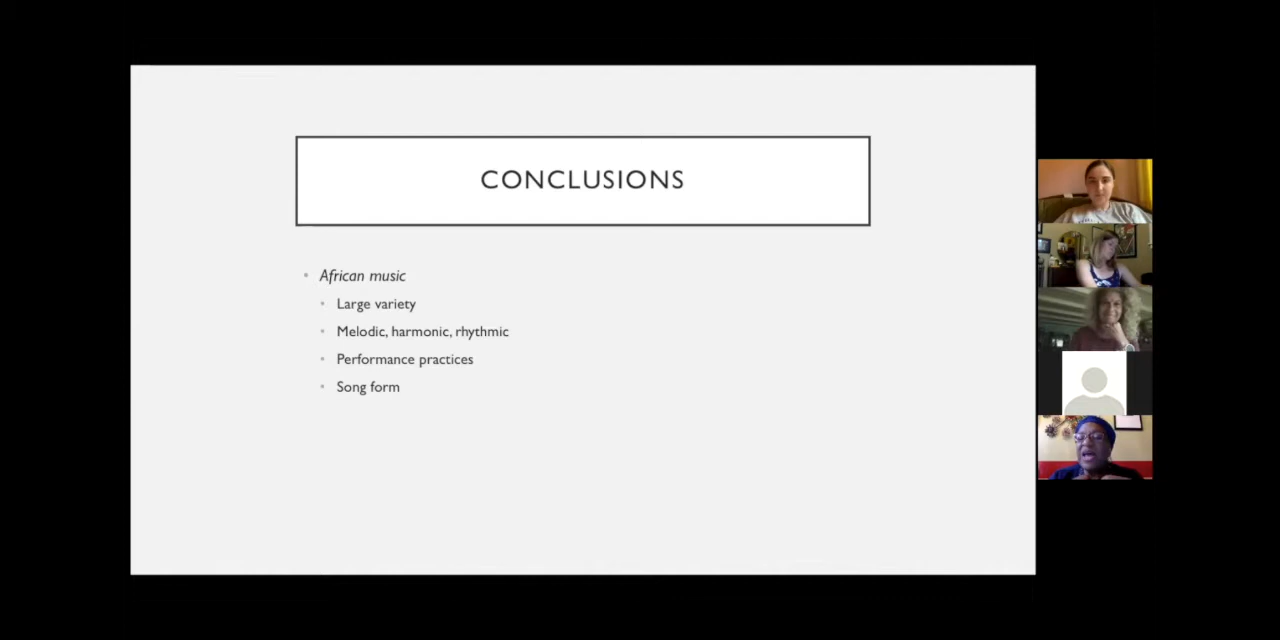 CONCLUSIONS
African music
Large variety
Melodic, harmonic, rhythmic
Performance practices
Song form